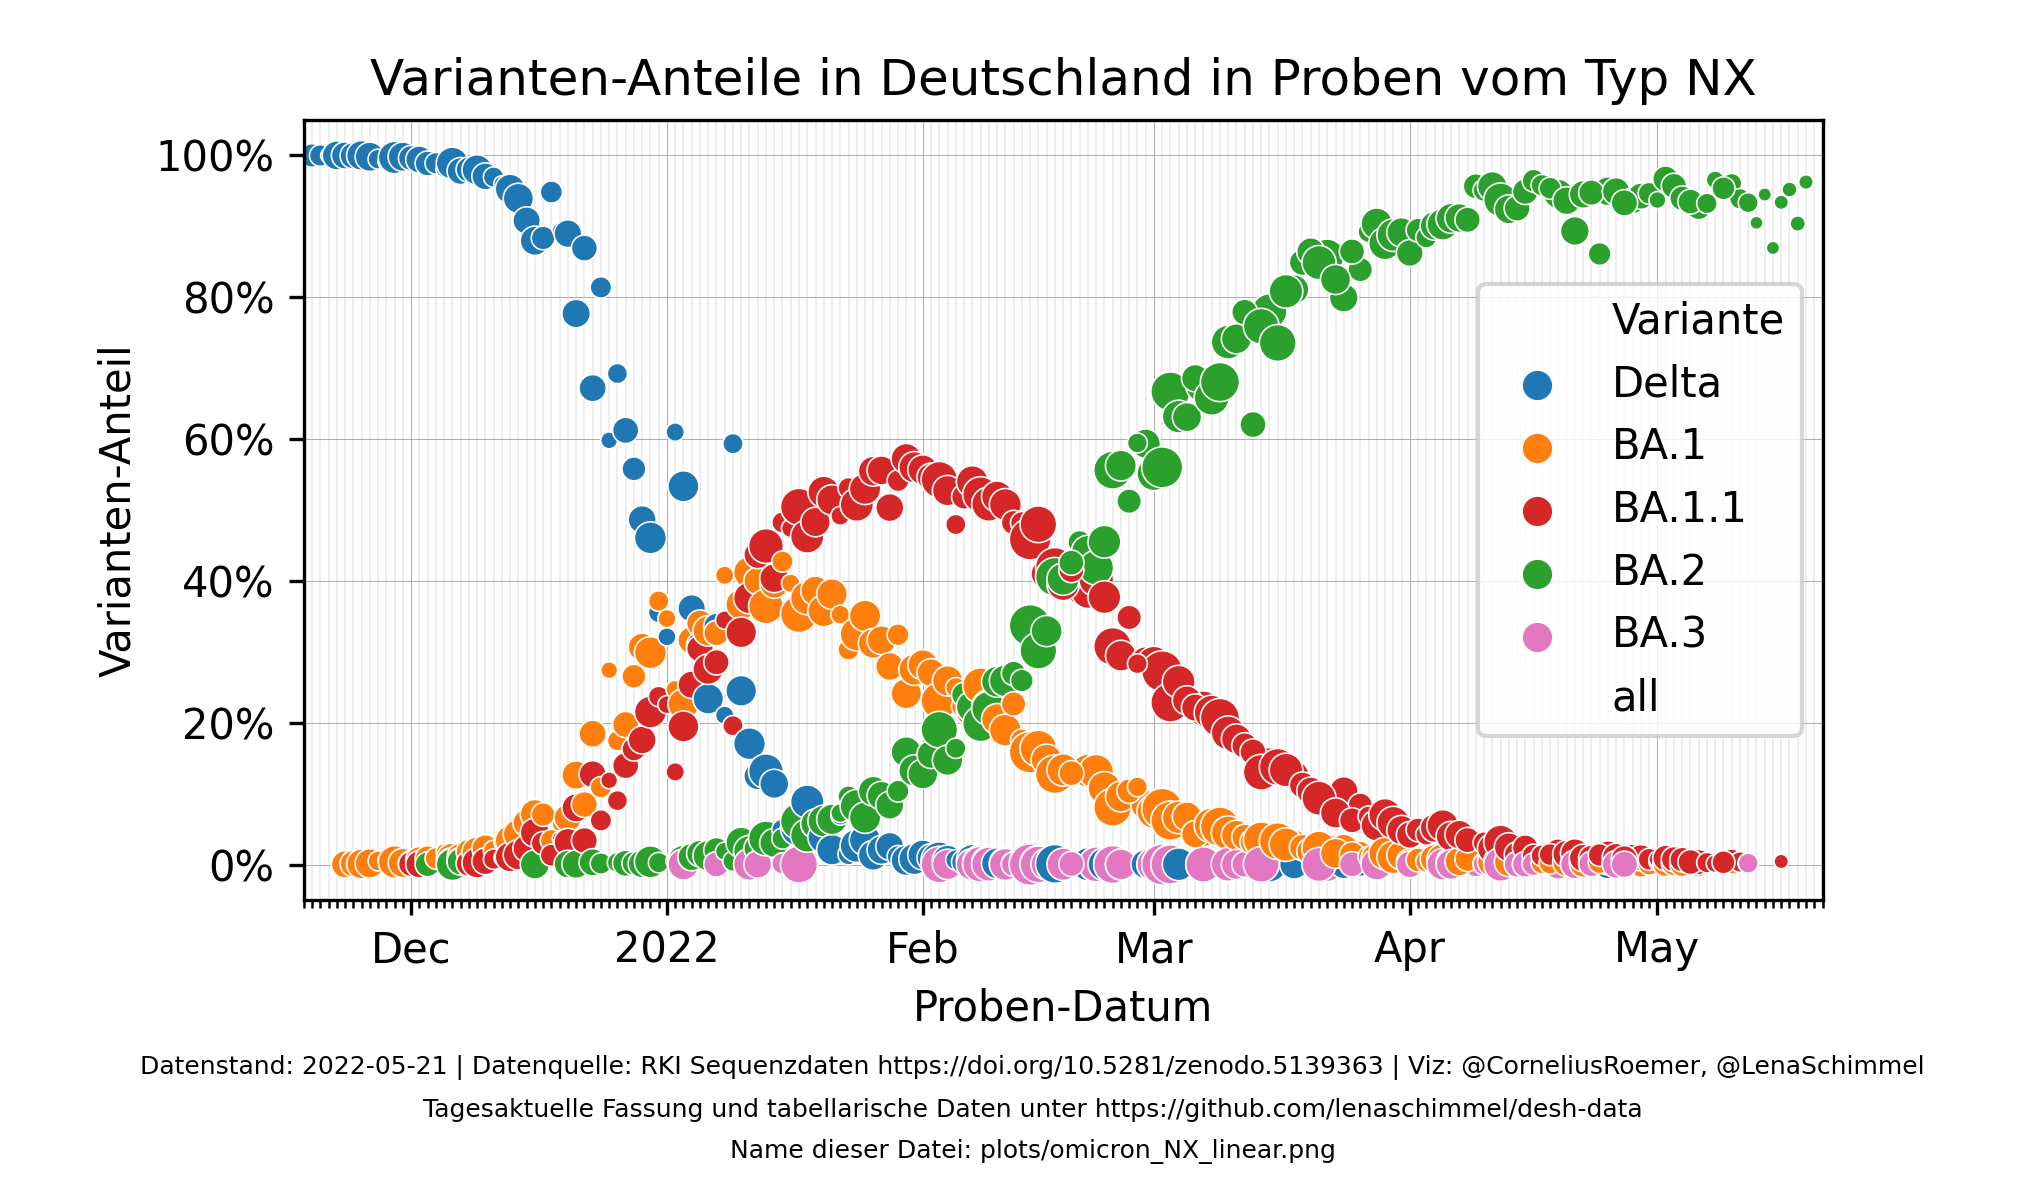 Varianten-Anteile in Deutschland in Proben vom Typ NX
Varianten-Anteil
100%
80%
60%
40%
20%
0%
Variante
Delta
BA.1
BA.1.1
BA.2
BA.3
all
Dec
2022
Feb
Mar
Apr
May
Proben-Datum
Datenstand: 2022-05-21 | Datenquelle: RKI Sequenzdaten https://doi.org/10.5281/zenodo.5139363 | Viz: @CorneliusRoemer, @LenaSchimmel
Tagesaktuelle Fassung und tabellarische Daten unter https://github.com/lenaschimmel/desh-data
Name dieser Datei: plots/omicron_NX_linear.png